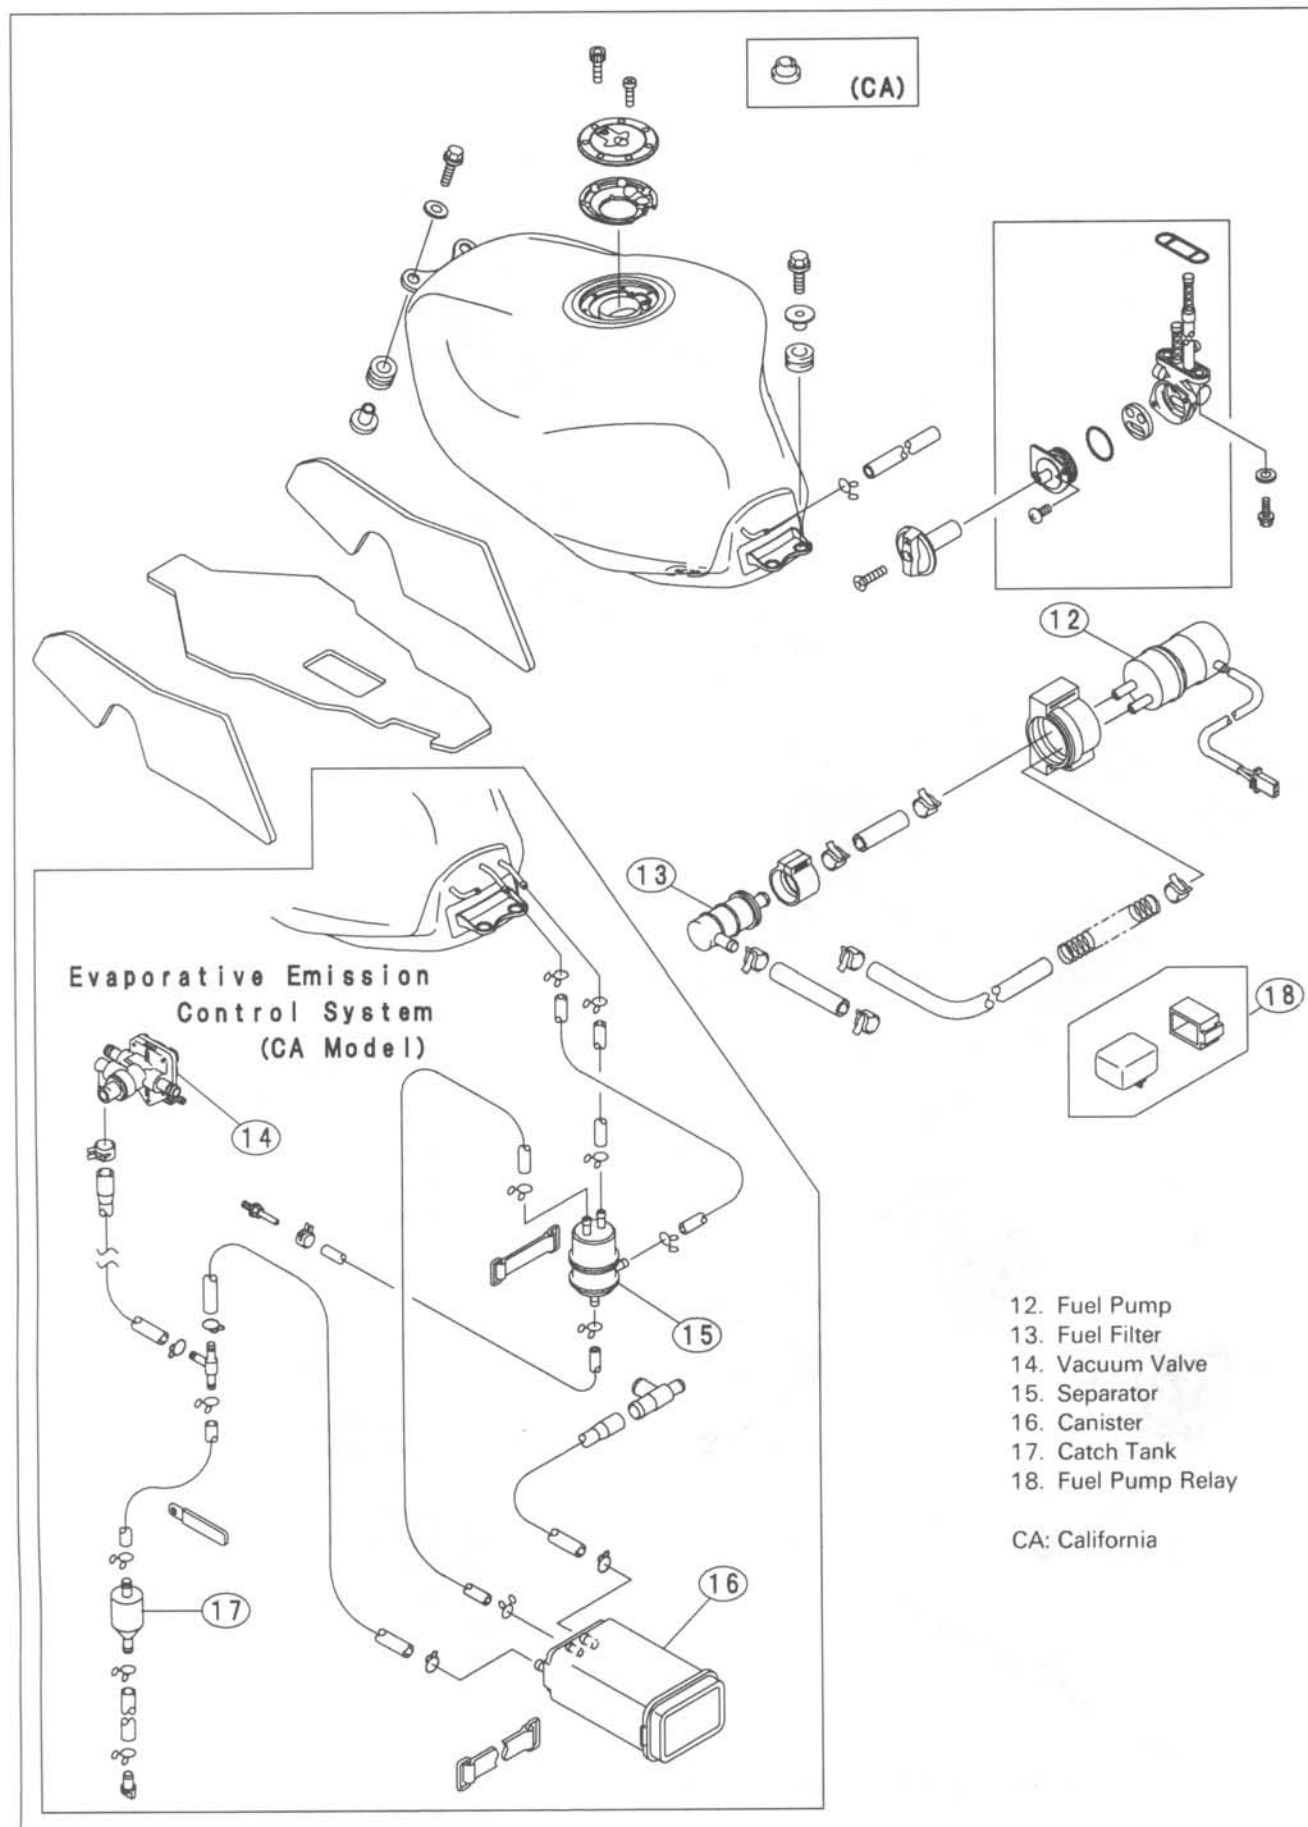 (CA)
12
13
18
Evaporative Emission
Control System
(CA Model)
14
15
16
17
12. Fuel Pump
13. Fuel Filter
14. Vacuum Valve
15. Separator
16. Canister
17. Catch Tank
18. Fuel Pump Relay
CA: California